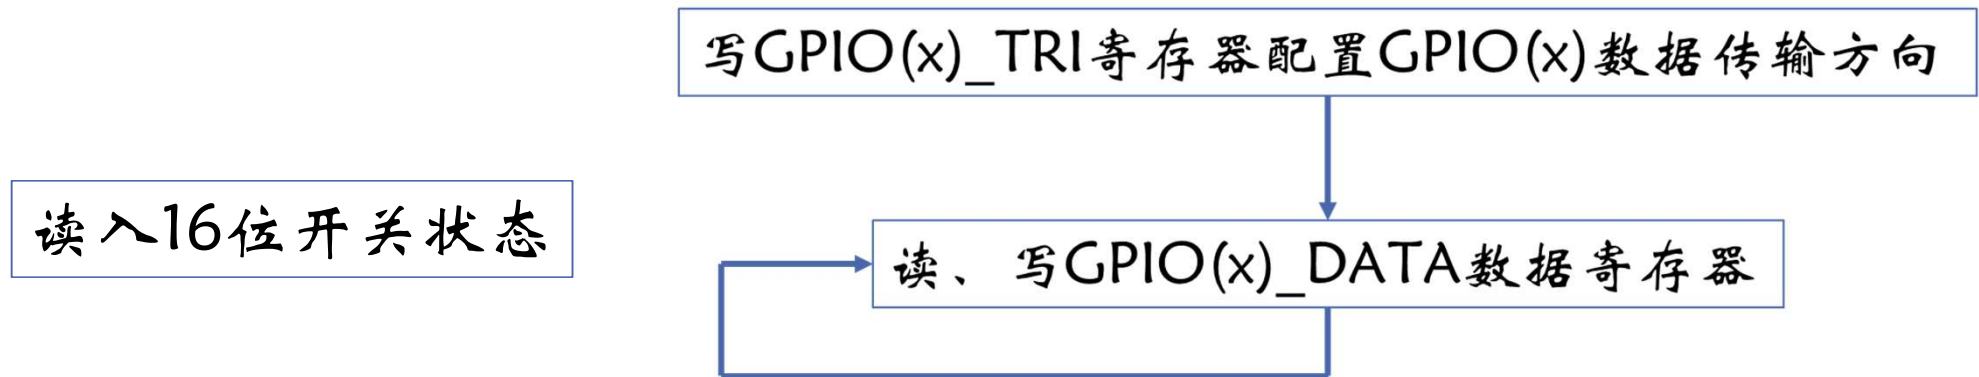 写GPIO(x)_TRI寄存器配置GPIO(x)数据传输方向
读入16位开关状态
读、写GPIO(x)_DATA数据寄存器